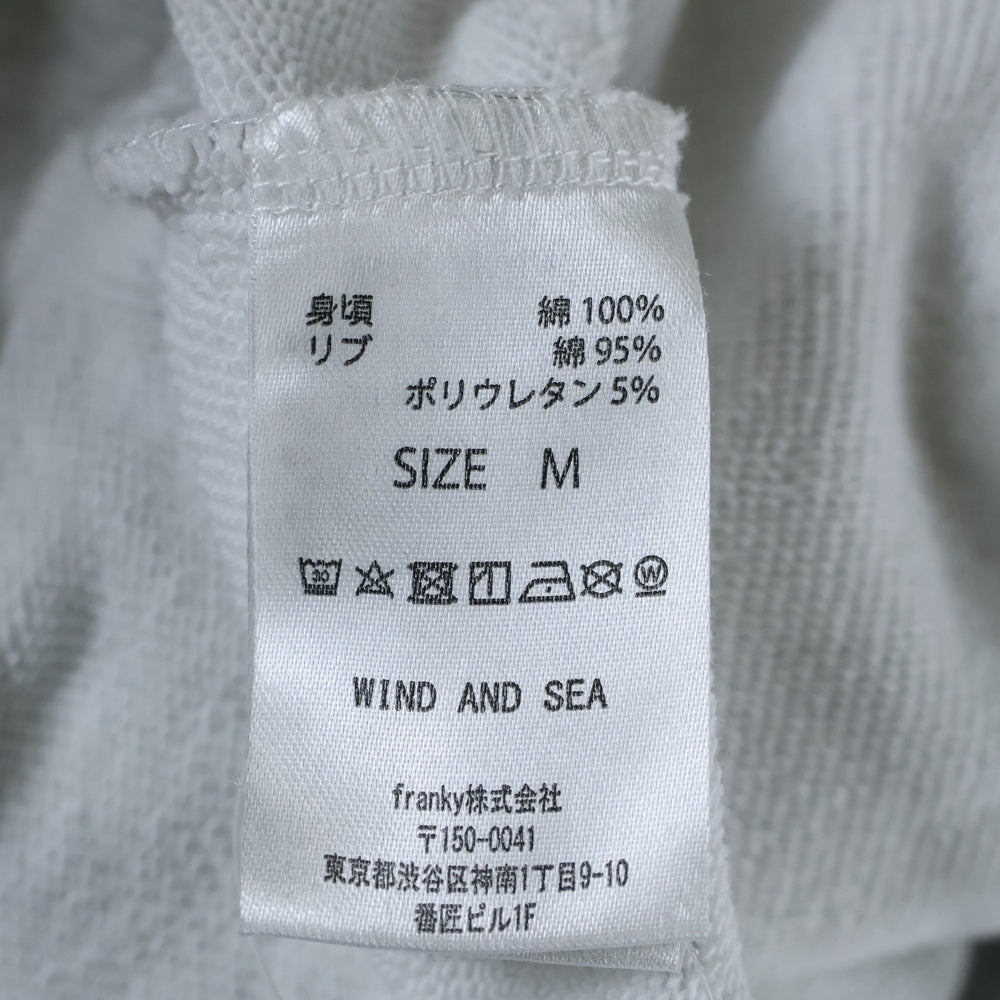 身頃 綿 100%
リブ 綿 95%
ポリウレタン 5%
SIZE M
30
W
WIND AND SEA
franky株式会社
〒150-0041
東京都渋谷区神南1丁目9-10
番匠ビル1F